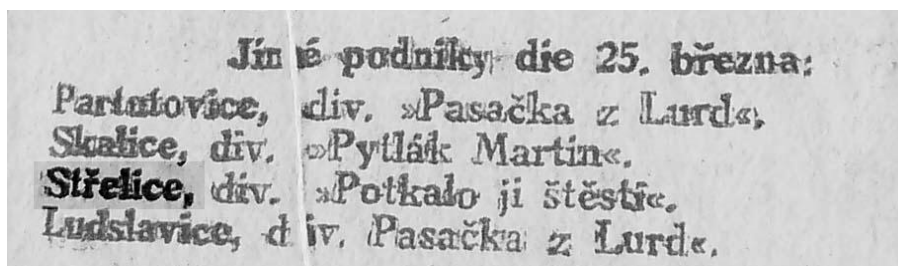 Jiné podniky die 25. března:
Partutovice, div. »Pasačka z Lurd«.
Skalice, div. »Pytlák Martin«.
Střelice, div. »Potkalo ji štěstí«.
Ludslavice, div. Pasačka z Lurd«.